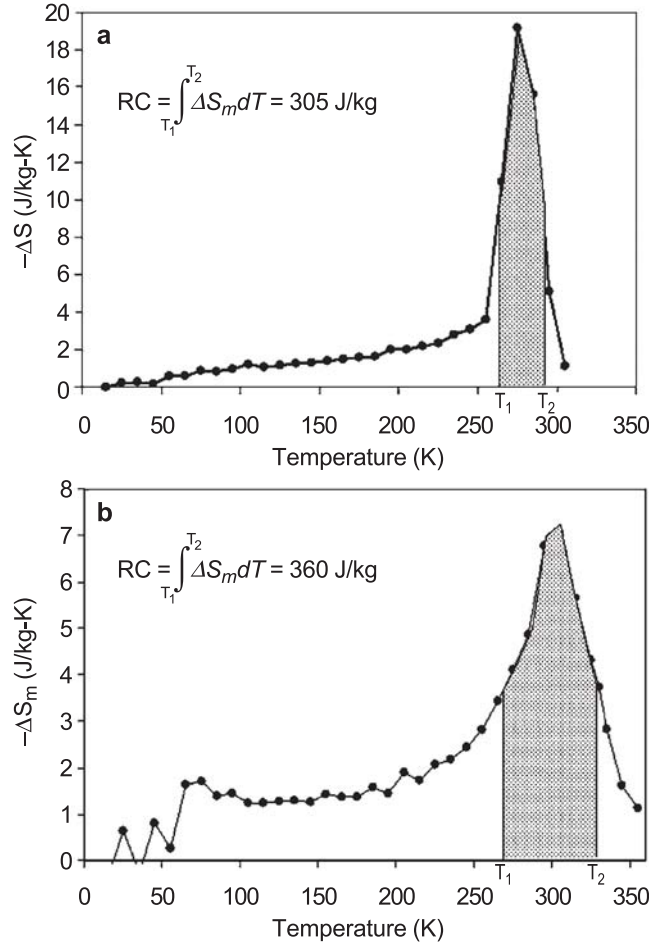 a
RC = ∫T₁T₂ ΔSₘdT = 305 J/kg
–ΔS (J/kg-K)
20
18
16
14
12
10
8
6
4
2
0
T₁ T₂
0 50 100 150 200 250 300 350
Temperature (K)
b
RC = ∫T₁T₂ ΔSₘdT = 360 J/kg
–ΔSₘ (J/kg-K)
8
7
6
5
4
3
2
1
0
T₁ T₂
0 50 100 150 200 250 300 350
Temperature (K)